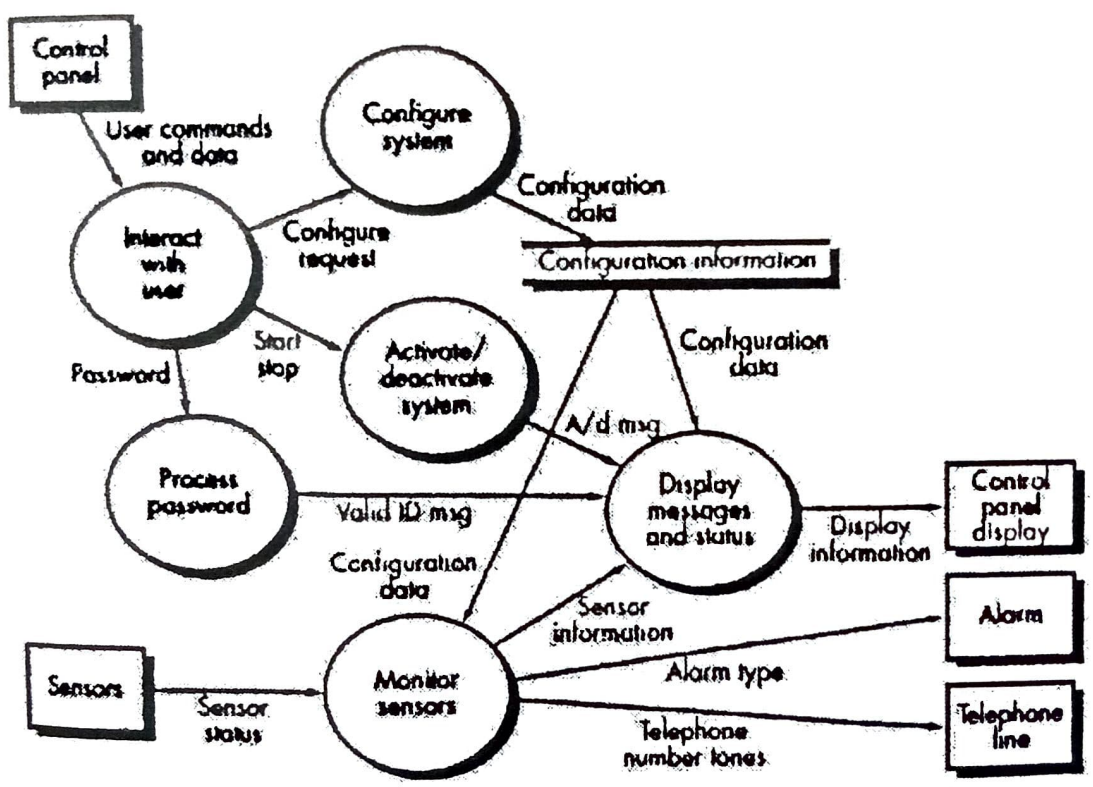 Control
panel
User commands
and data
Configure
system
Configuration
data
Interact
with
user
Configure
request
Configuration information
Start
stop
Activate/
deactivate
system
Configuration
data
Password
A/d msg
Process
password
Valid ID msg
Display
messages
and status
Display
information
Control
panel
display
Configuration
data
Sensor
information
Alarm
Sensors
Sensor
status
Monitor
sensors
Alarm type
Telephone
number tones
Telephone
line